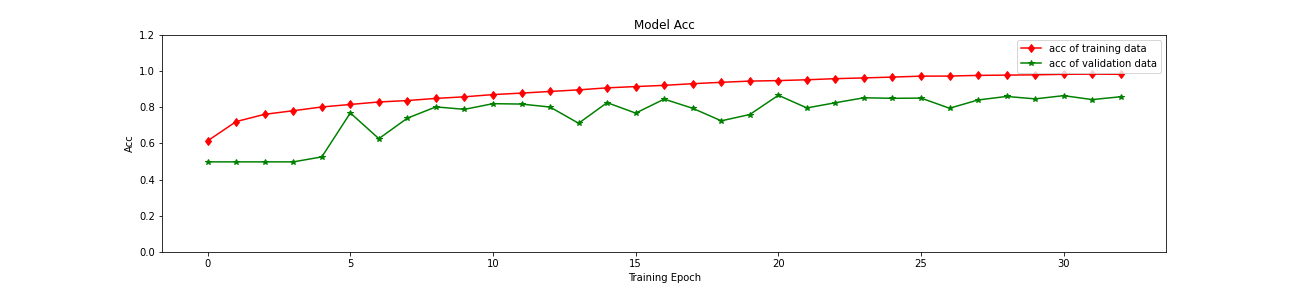 Model Acc
acc of training data
acc of validation data
1.2
1.0
0.8
0.6
0.4
0.2
0.0
Acc
0 5 10 15 20 25 30
Training Epoch